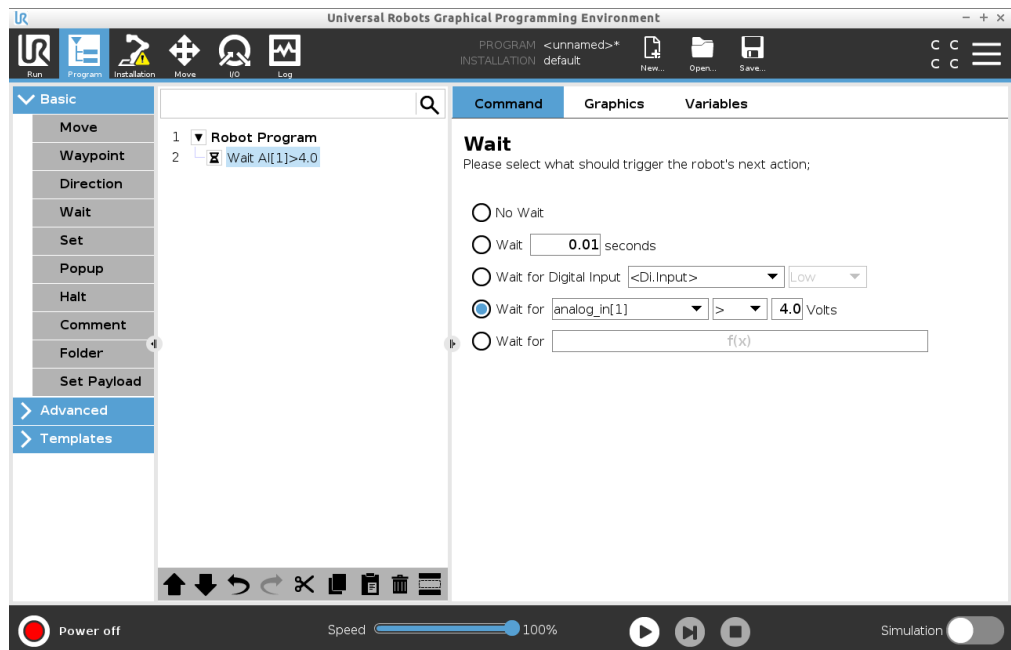 UR
Universal Robots Graphical Programming Environment
UR
Run
Program
Installation
Move
I/O
Log
PROGRAM <unnamed>*
INSTALLATION default
New...
Open...
Save...
C C
C C
Basic
Move
Waypoint
Direction
Wait
Set
Popup
Halt
Comment
Folder
Set Payload
Advanced
Templates
1 Robot Program
2 Wait AI[1]>4.0
Command Graphics Variables
Wait
Please select what should trigger the robot's next action;
No Wait
Wait 0.01 seconds
Wait for Digital Input <Di.Input> Low
Wait for analog_in[1] > 4.0 Volts
Wait for f(x)
Power off
Speed 100%
Simulation